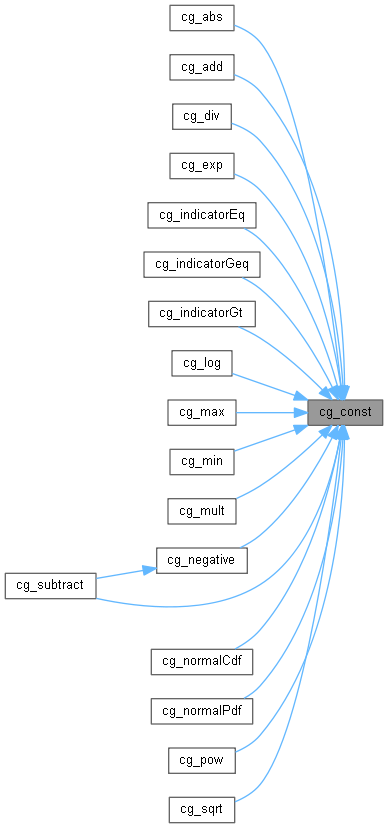 cg_abs
cg_add
cg_div
cg_exp
cg_indicatorEq
cg_indicatorGeq
cg_indicatorGt
cg_log
cg_max
cg_const
cg_min
cg_mult
cg_negative
cg_subtract
cg_normalCdf
cg_normalPdf
cg_pow
cg_sqrt